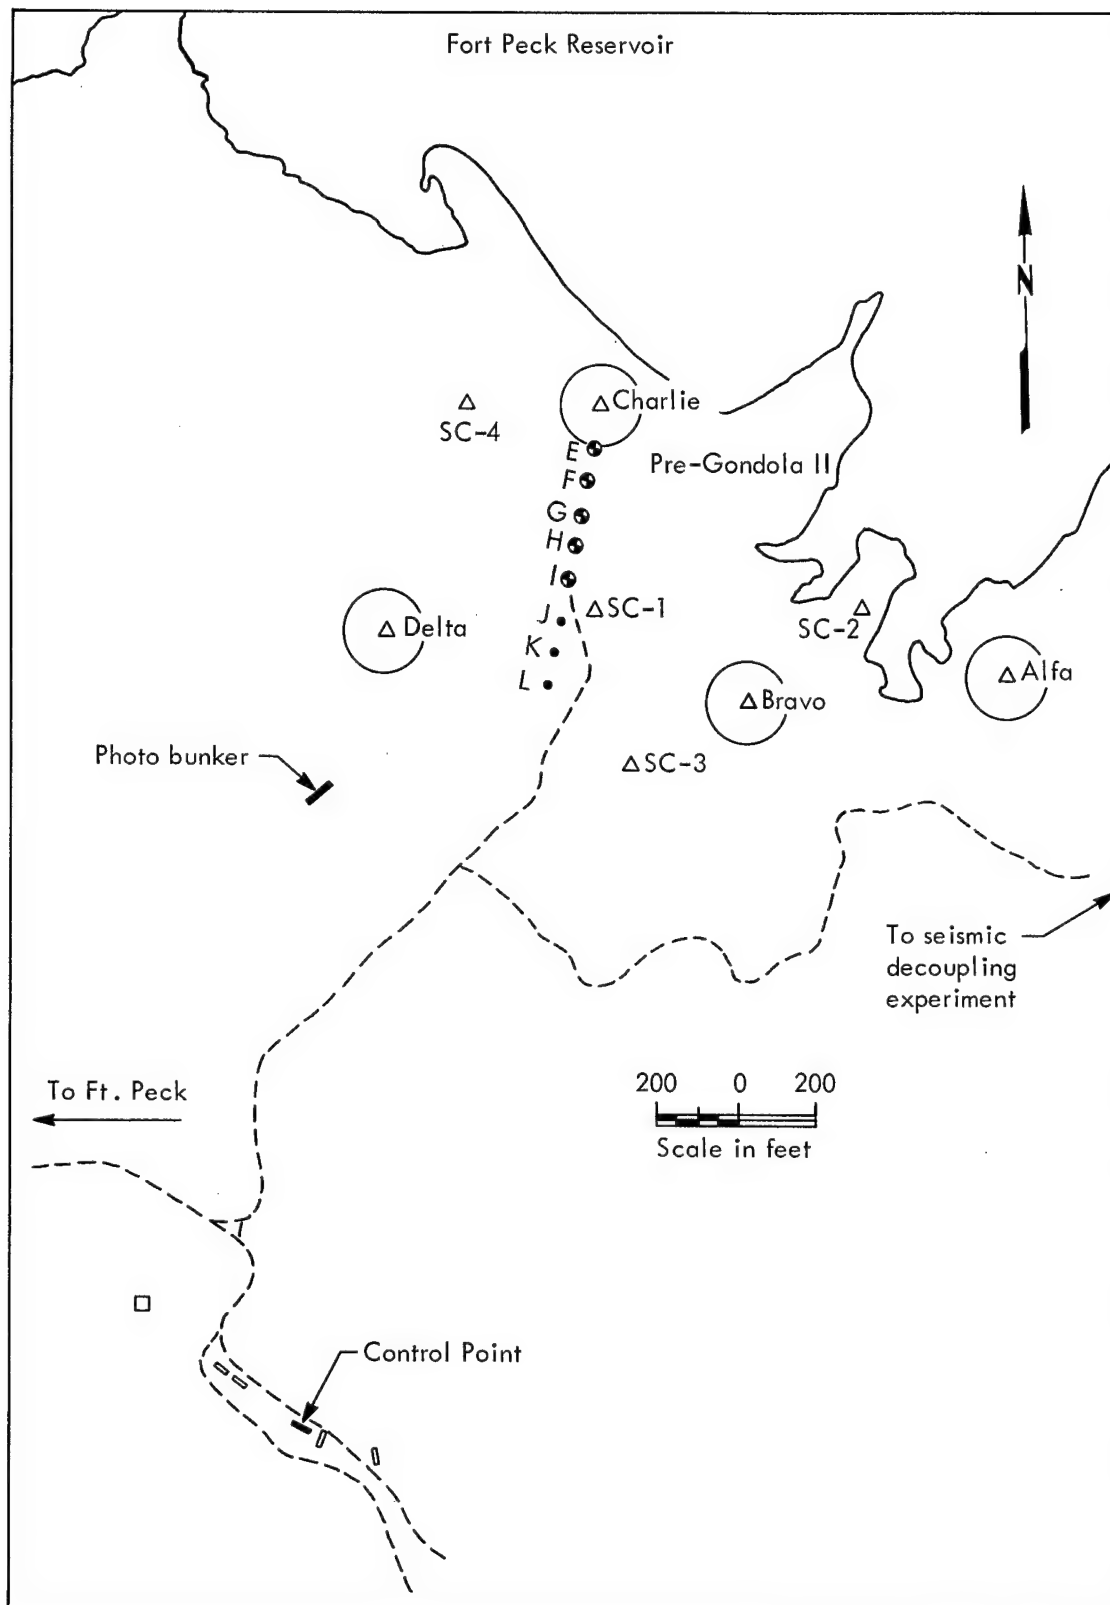 Fort Peck Reservoir
N
Charlie
SC-4
E
Pre-Gondola II
F
G
H
I
SC-1
SC-2
J
Delta
K
Alfa
L
Bravo
Photo bunker
SC-3
To seismic
decoupling
experiment
To Ft. Peck
200 0 200
Scale in feet
Control Point